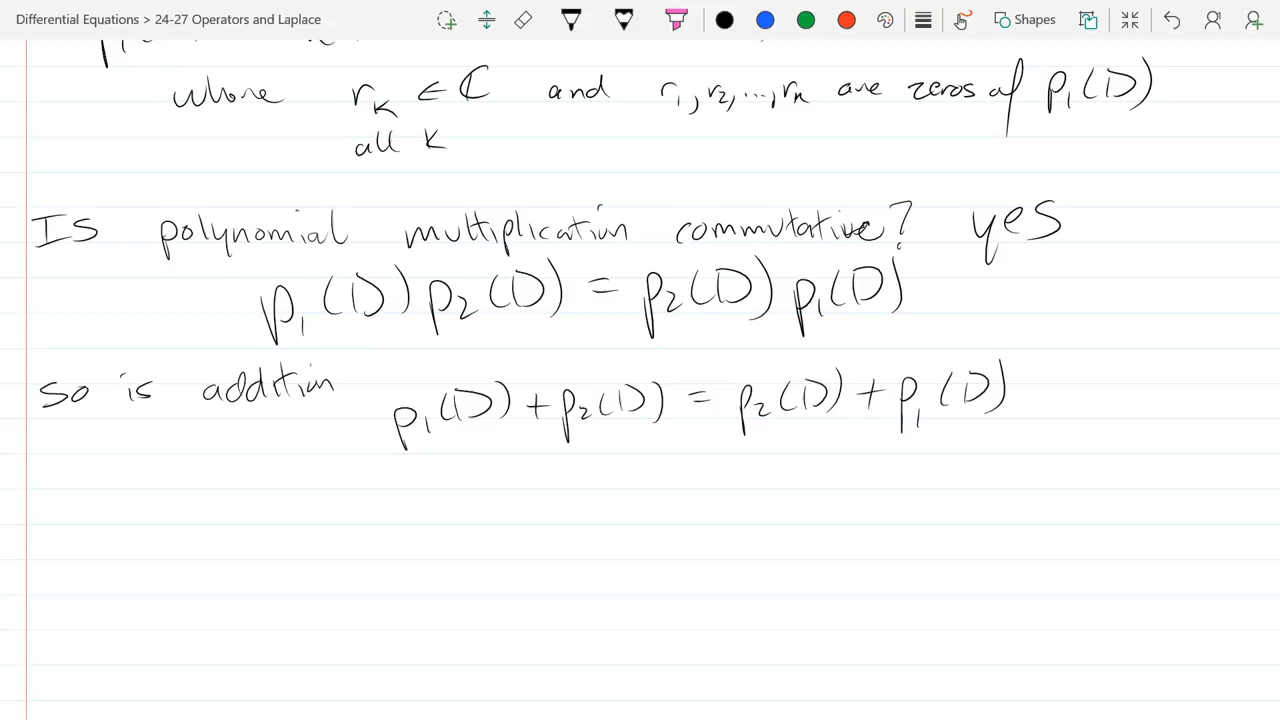 Differential Equations > 24-27 Operators and Laplace
Shapes
where r_k ∈ ℂ and r_1, r_2, ..., r_n are zeros of p_1(D)
all k
Is polynomial multiplication commutative? yes
p_1(D) p_2(D) = p_2(D) p_1(D)
so is addition p_1(D) + p_2(D) = p_2(D) + p_1(D)